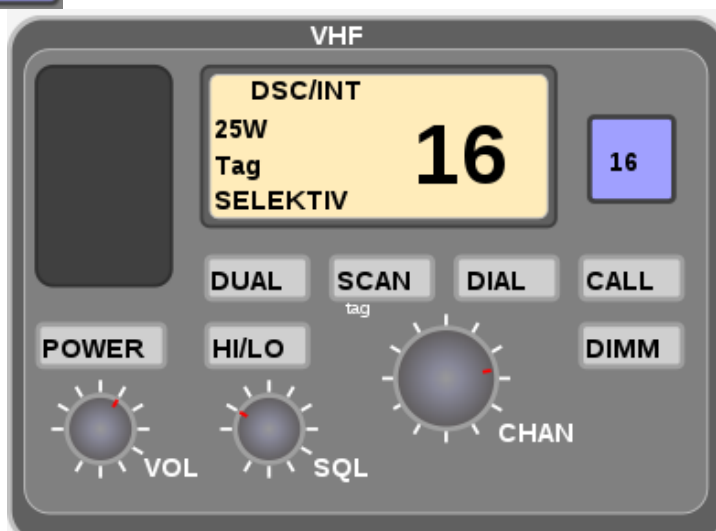 VHF
DSC/INT
25W
16
Tag
SELEKTIV
16
DUAL SCAN DIAL CALL
tag
POWER HI/LO DIMM
CHAN
VOL SQL